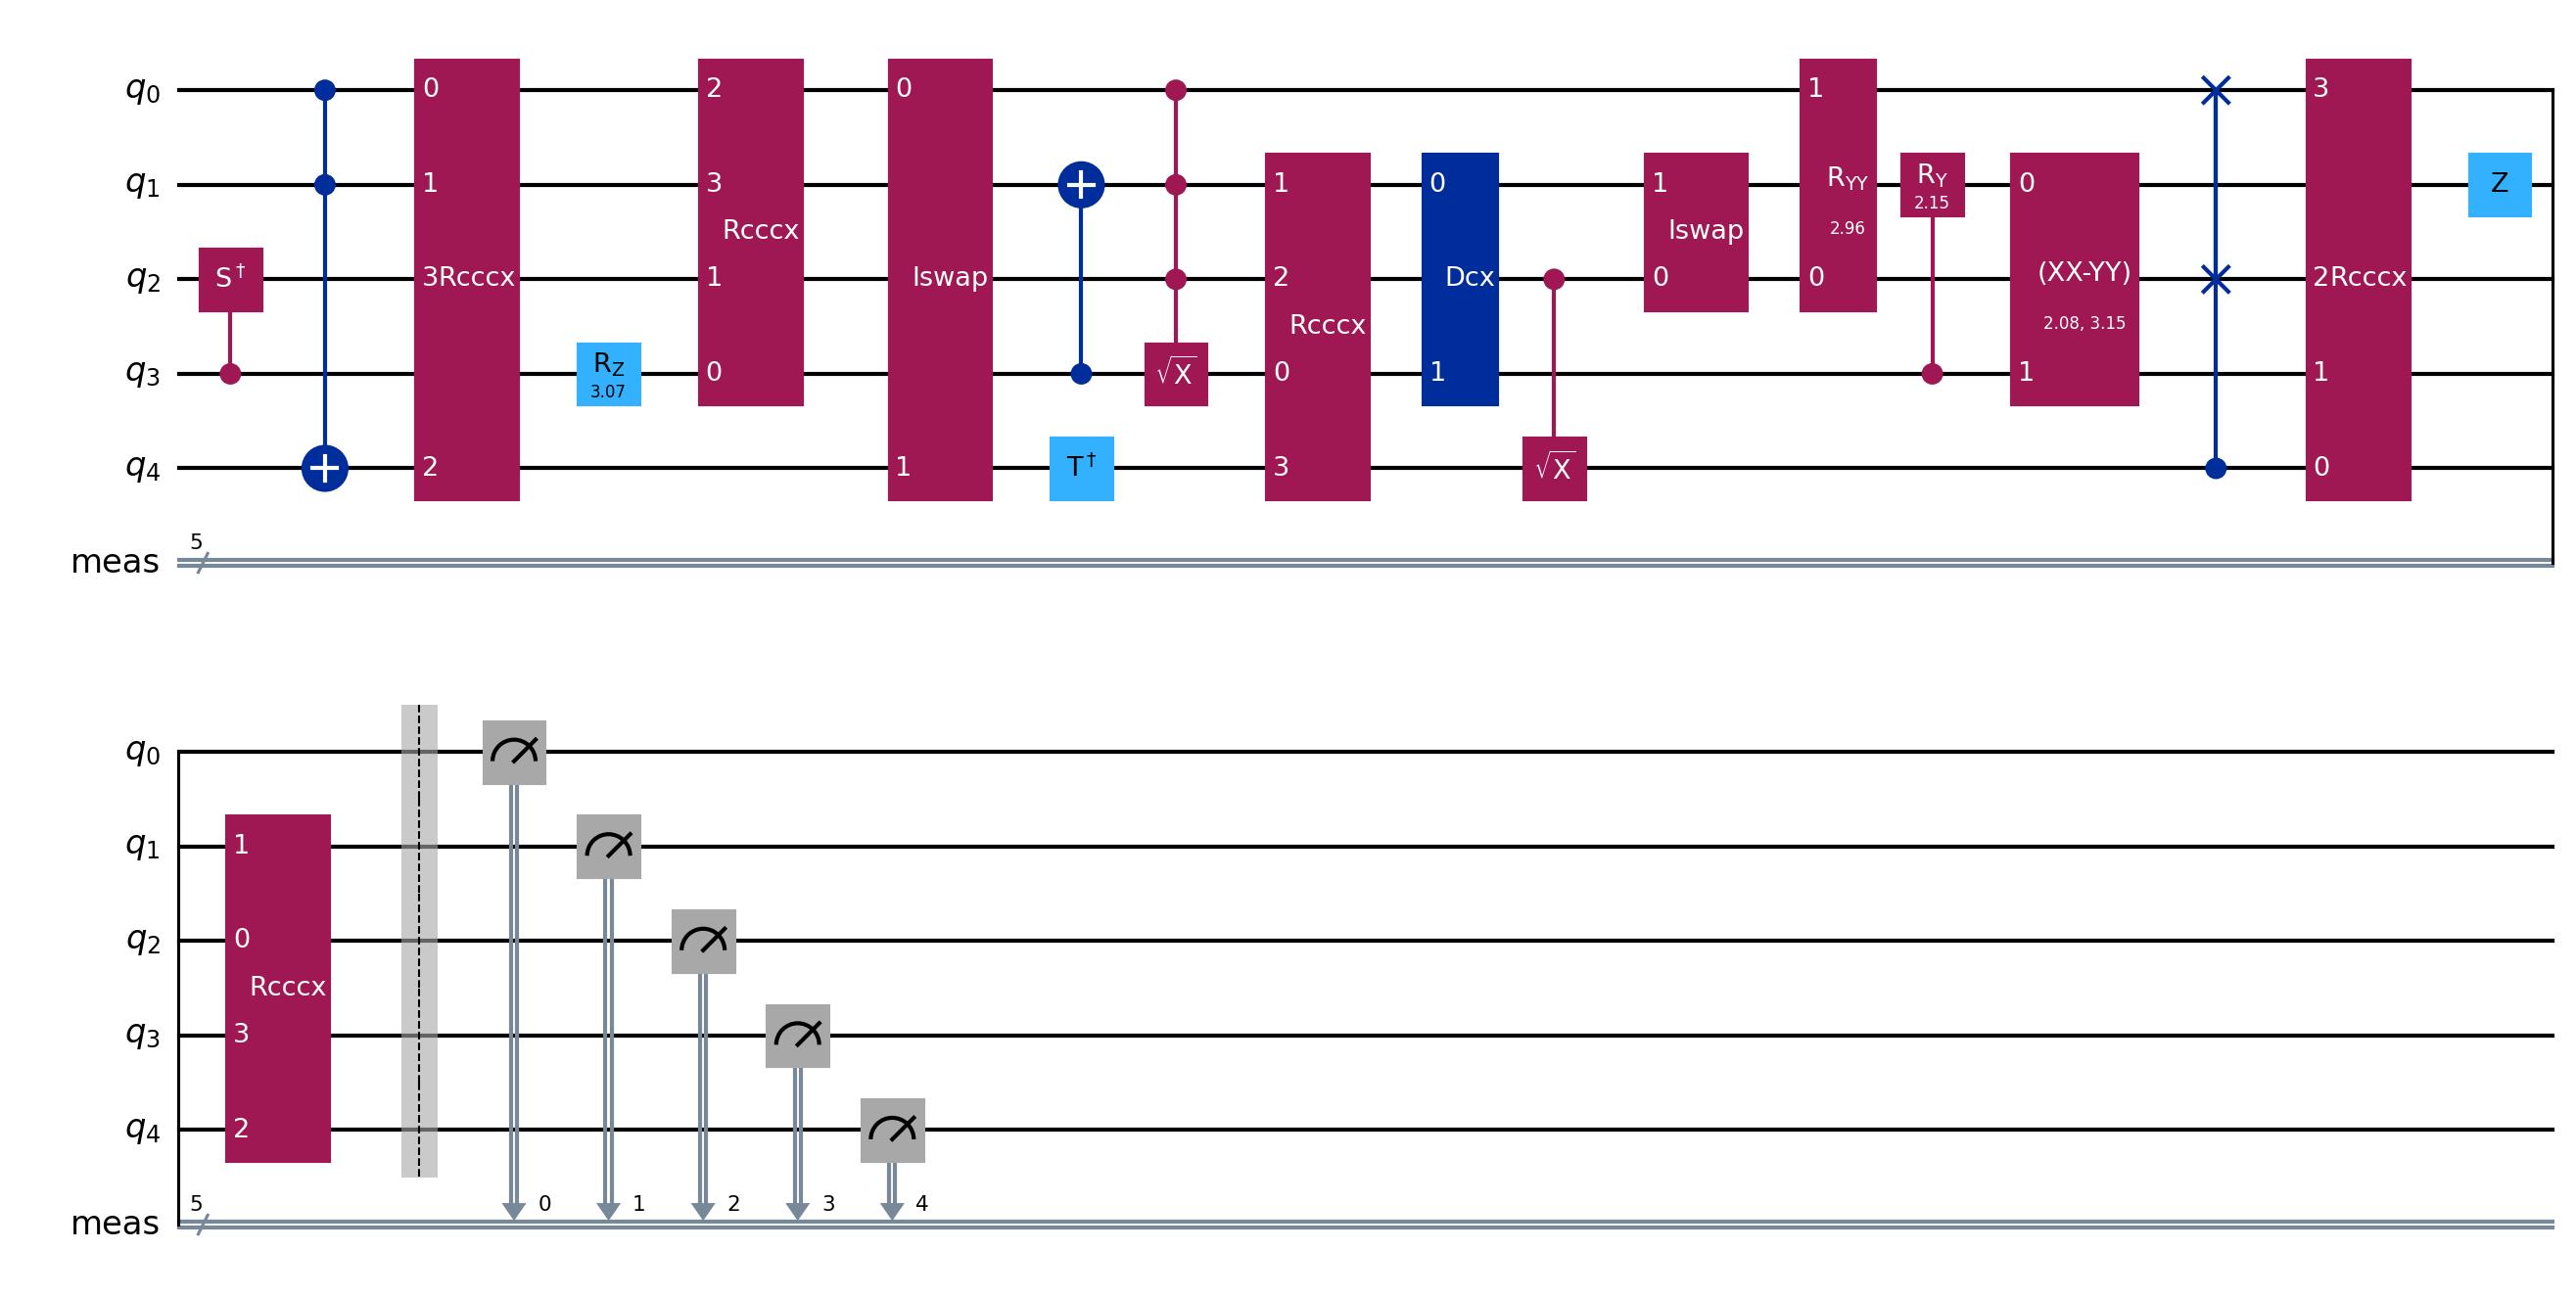 q0 0 2 0 3
1 RYY RY
1 3 1 0 1 2.15 0 Z
q1
Rcccx Iswap 2.96
q2 S† 3Rcccx 1 Iswap 2 Dcx 0 0 (XX-YY) 2Rcccx
Rcccx 2.08, 3.15
q3 RZ 0 √X 0 1 1 1
3.07
q4 2 1 T† 3 √X 0
5
meas
q0
q1 1
q2 0
Rcccx
q3 3
q4 2
5 0 1 2 3 4
meas